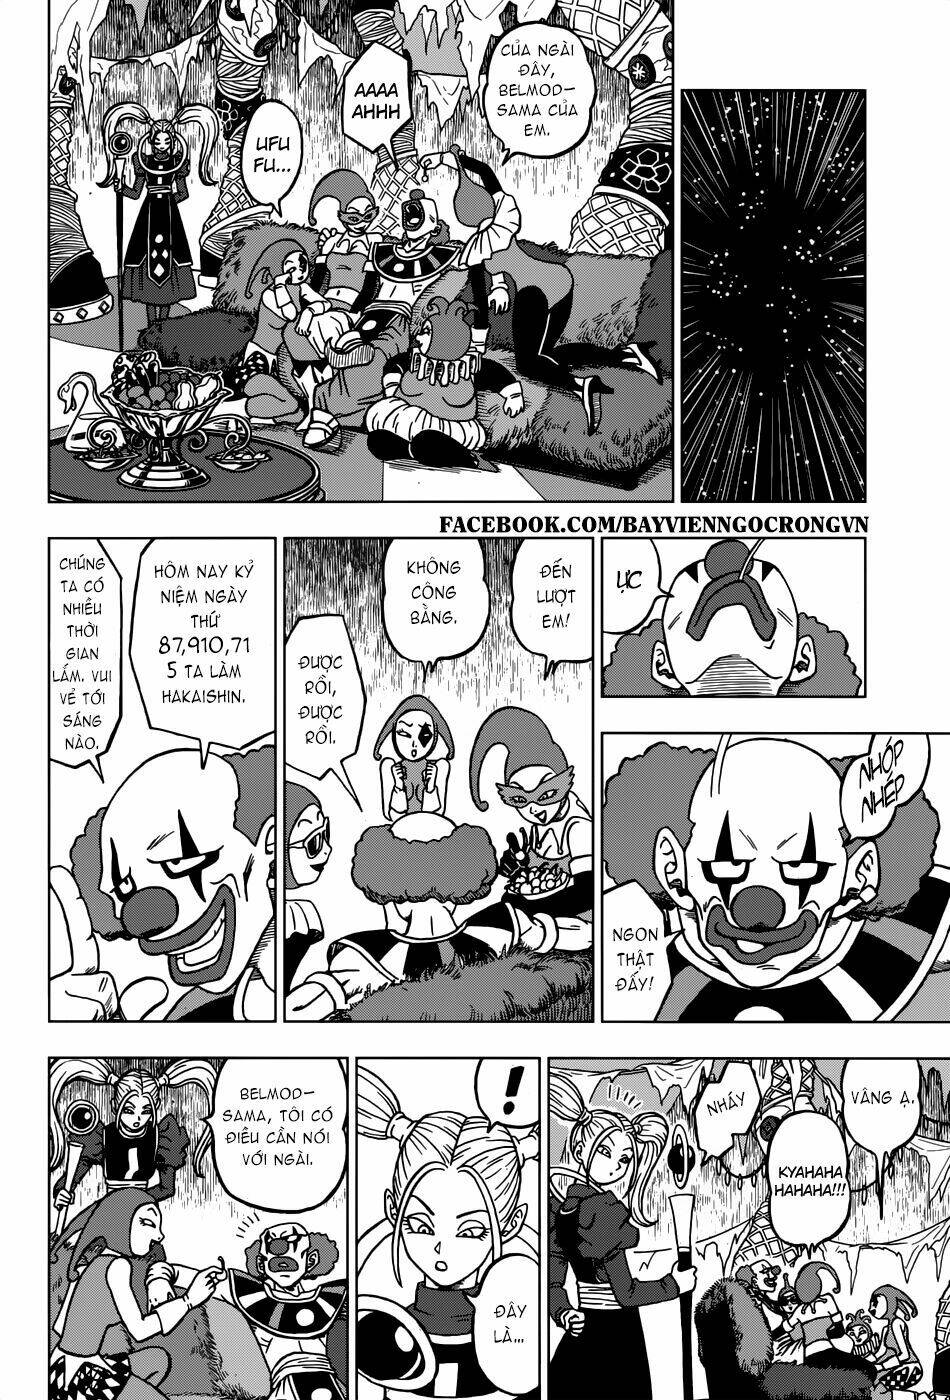 CỦA NGÀI
ĐÂY,
BELMOD-
SAMA CỦA
EM.
AAAA
AHHH
UFU
FU...
FACEBOOK.COM/BAYVIENNGOCRONGVN
ỰC
ĐẾN
LƯỢT
EM!
KHÔNG
CÔNG
BẰNG.
ĐƯỢC
RỒI,
ĐƯỢC
RỒI.
HÔM NAY KỶ
NIỆM NGÀY
THỨ
87,910,71
5 TA LÀM
HAKAISHIN.
CHÚNG
TA CÓ
NHIỀU
THỜI
GIAN
LẮM. VUI
VẺ TỚI
SÁNG
NÀO.
NHÓP
NHÉP
NGON
THẬT
ĐẤY!
VÂNG Ạ.
NHÁY
KYAHAHA
HAHAHA!!!
!
ĐÂY
LÀ...
BELMOD-
SAMA, TÔI CÓ
ĐIỀU CẦN NÓI
VỚI NGÀI.